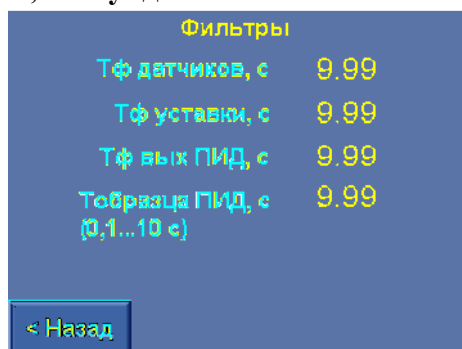 Фильтры
Тф датчиков, с 9.99
Тф уставки, с 9.99
Тф вых ПИД, с 9.99
Тобразца ПИД, с 9.99
(0,1...10 с)
< Назад